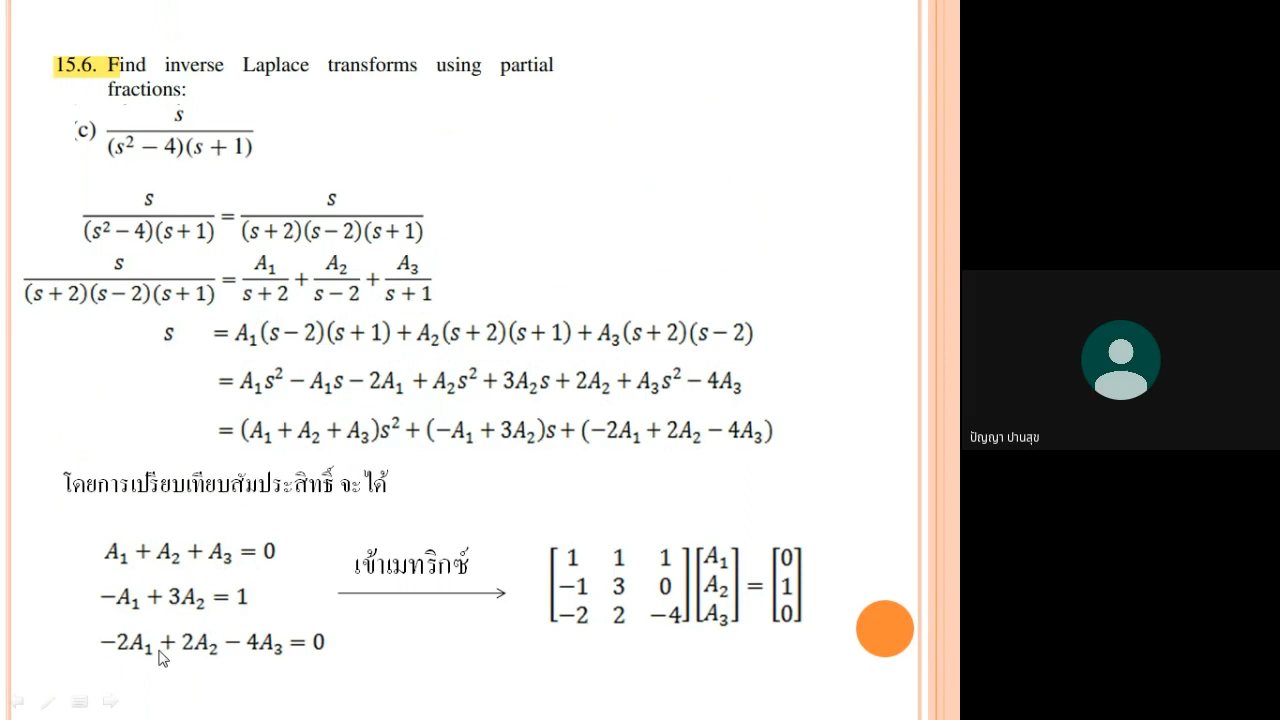 15.6. Find inverse Laplace transforms using partial
fractions:
(c) s/((s² − 4)(s + 1))
s/((s² − 4)(s + 1)) = s/((s + 2)(s − 2)(s + 1))
s/((s + 2)(s − 2)(s + 1)) = A₁/(s + 2) + A₂/(s − 2) + A₃/(s + 1)
s = A₁(s − 2)(s + 1) + A₂(s + 2)(s + 1) + A₃(s + 2)(s − 2)
= A₁s² − A₁s − 2A₁ + A₂s² + 3A₂s + 2A₂ + A₃s² − 4A₃
= (A₁ + A₂ + A₃)s² + (−A₁ + 3A₂)s + (−2A₁ + 2A₂ − 4A₃)
โดยการเปรียบเทียบสัมประสิทธิ์ จะได้
A₁ + A₂ + A₃ = 0
−A₁ + 3A₂ = 1
−2A₁ + 2A₂ − 4A₃ = 0
เข้าเมทริกซ์
[1 1 1] [A₁] [0]
[−1 3 0] [A₂] = [1]
[−2 2 −4] [A₃] [0]
ปัญญา ปานสุข